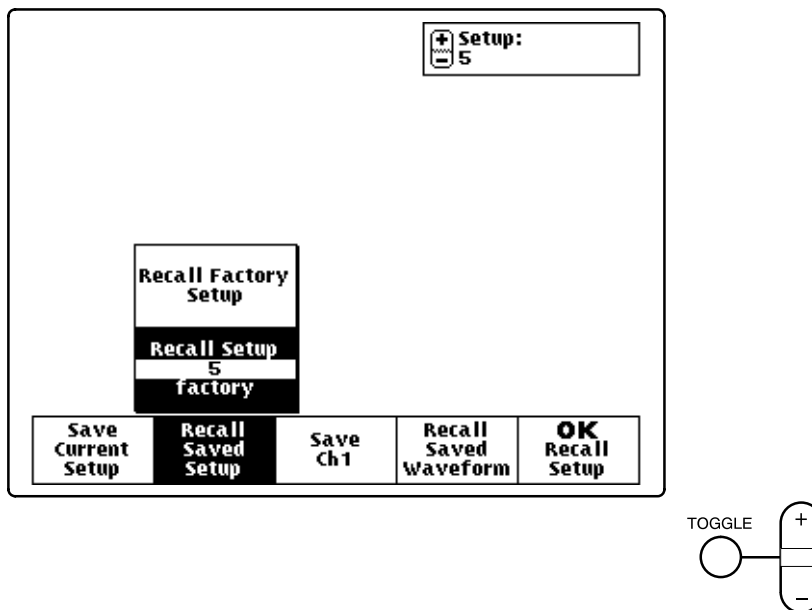 + Setup:
− 5
Recall Factory
Setup
Recall Setup
5
factory
Save
Current
Setup
Recall
Saved
Setup
Save
Ch1
Recall
Saved
Waveform
OK
Recall
Setup
TOGGLE
+
−